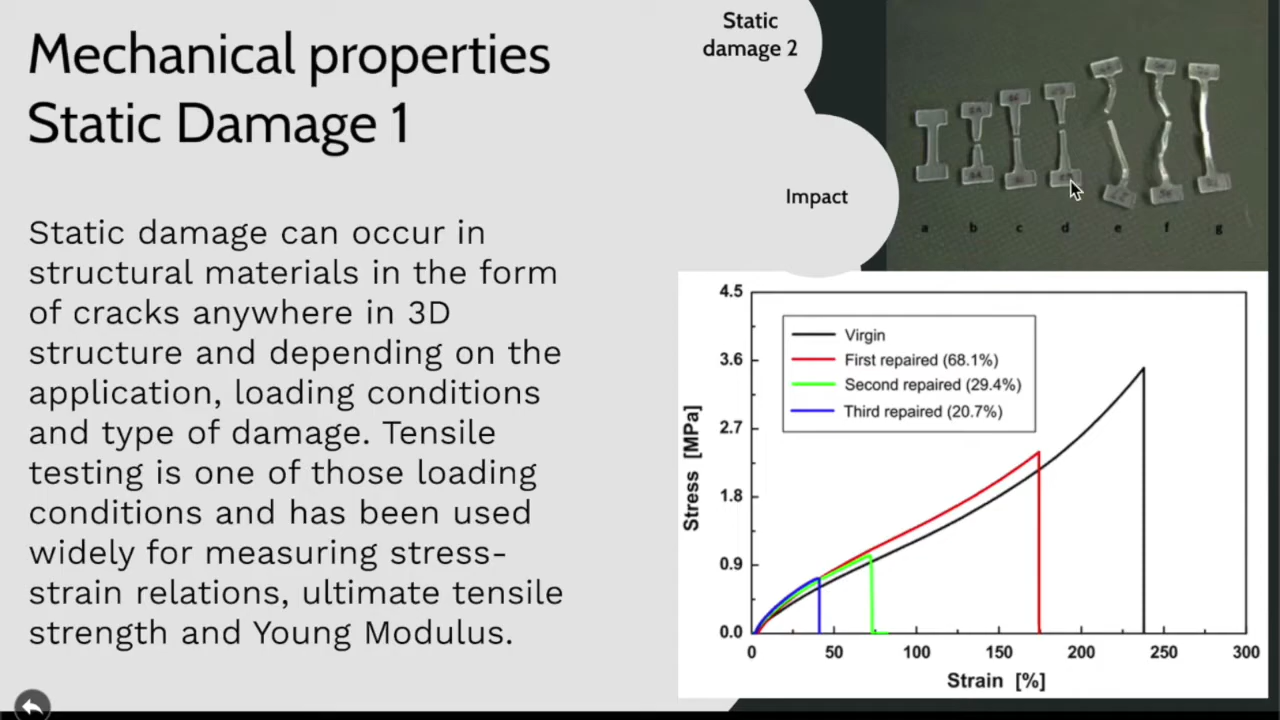 Mechanical properties
Static Damage 1
Static damage can occur in
structural materials in the form
of cracks anywhere in 3D
structure and depending on the
application, loading conditions
and type of damage. Tensile
testing is one of those loading
conditions and has been used
widely for measuring stress-
strain relations, ultimate tensile
strength and Young Modulus.
Static
damage 2
Impact
a b c d e f g
4.5
3.6
2.7
1.8
0.9
0.0
Stress [MPa]
Virgin
First repaired (68.1%)
Second repaired (29.4%)
Third repaired (20.7%)
0 50 100 150 200 250 300
Strain [%]